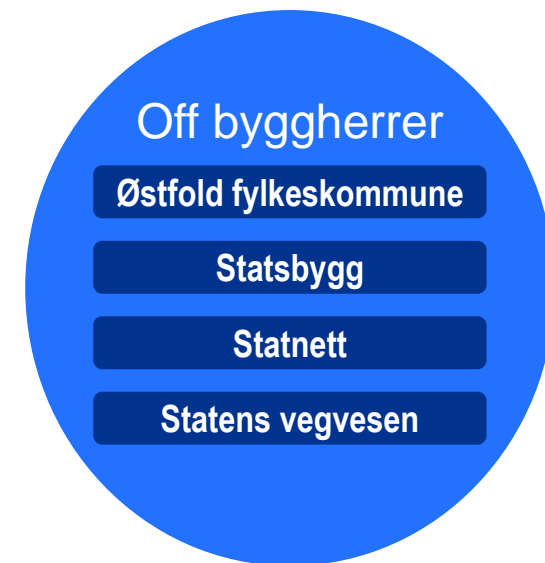 Off byggherrer
Østfold fylkeskommune
Statsbygg
Statnett
Statens vegvesen